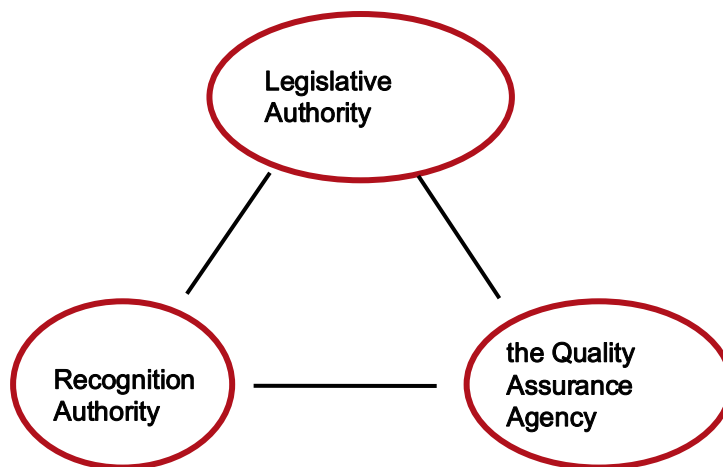 Legislative
Authority
Recognition
Authority
the Quality
Assurance
Agency